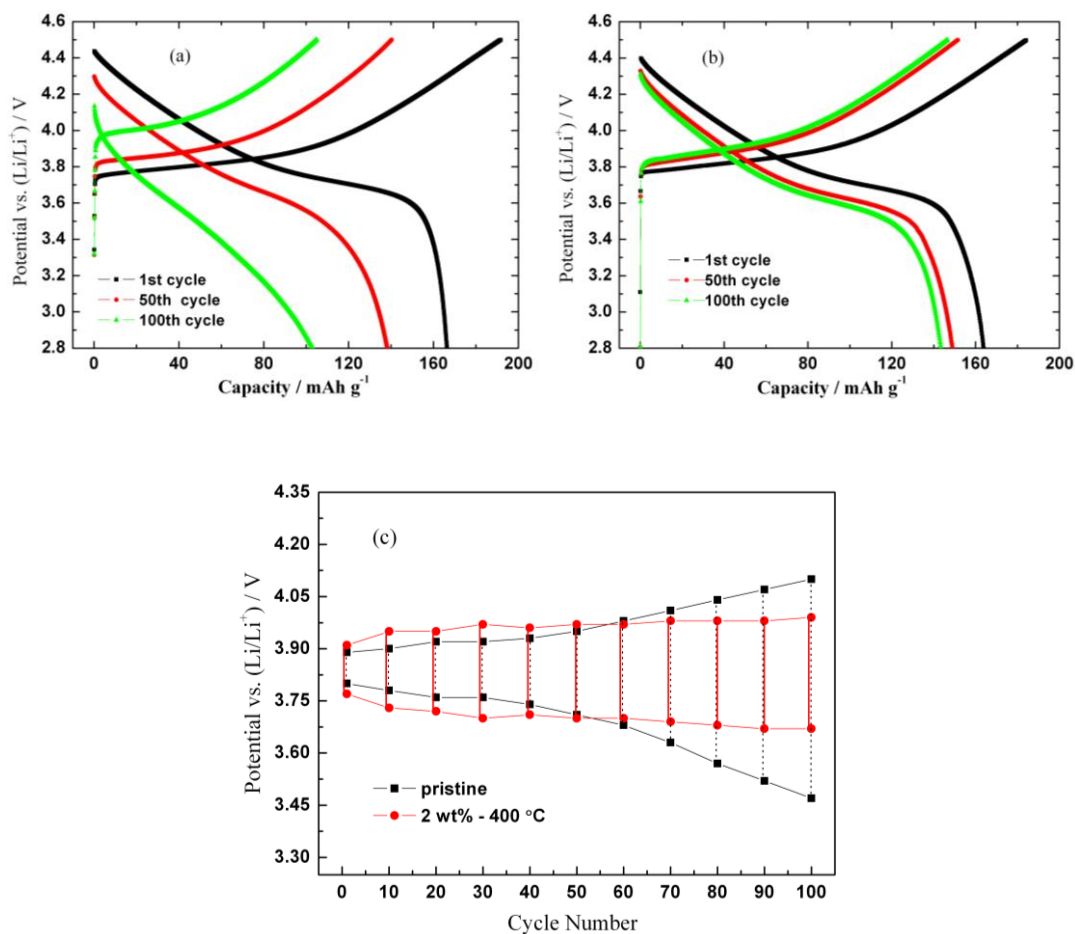 (a)
4.6
4.4
4.2
4.0
3.8
3.6
3.4
3.2
3.0
2.8
Potential vs. (Li/Li⁺) / V
1st cycle
50th cycle
100th cycle
0 40 80 120 160 200
Capacity / mAh g⁻¹
(b)
4.6
4.4
4.2
4.0
3.8
3.6
3.4
3.2
3.0
2.8
Potential vs. (Li/Li⁺) / V
1st cycle
50th cycle
100th cycle
0 40 80 120 160 200
Capacity / mAh g⁻¹
(c)
4.35
4.20
4.05
3.90
3.75
3.60
3.45
3.30
Potential vs. (Li/Li⁺) / V
pristine
2 wt% - 400 °C
0 10 20 30 40 50 60 70 80 90 100
Cycle Number